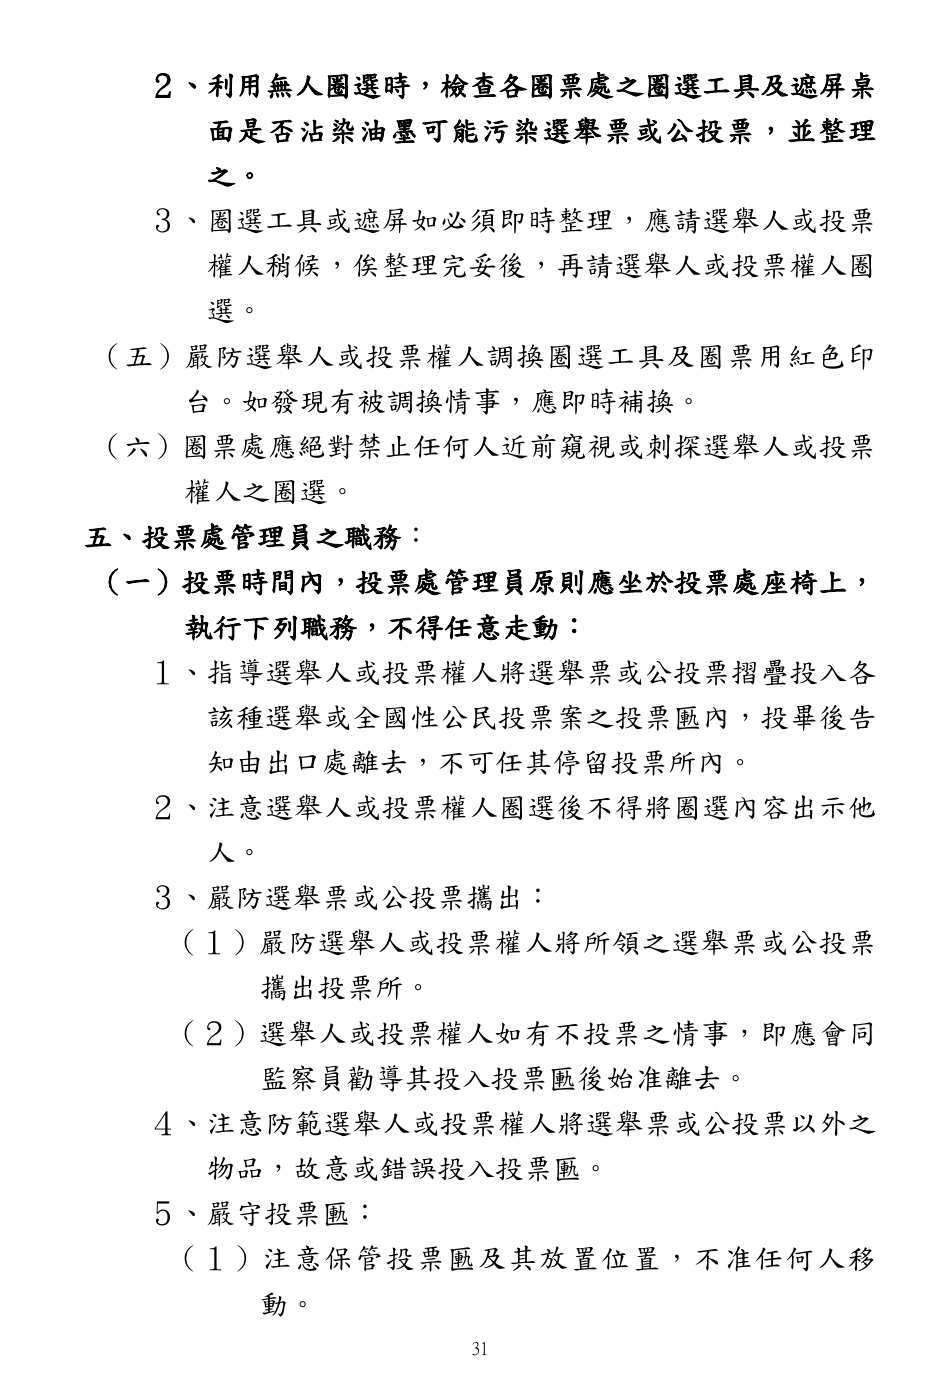 ２、利用無人圈選時，檢查各圈票處之圈選工具及遮屏桌
面是否沾染油墨可能污染選舉票或公投票，並整理
之。
３、圈選工具或遮屏如必須即時整理，應請選舉人或投票
權人稍候，俟整理完妥後，再請選舉人或投票權人圈
選。
（五）嚴防選舉人或投票權人調換圈選工具及圈票用紅色印
台。如發現有被調換情事，應即時補換。
（六）圈票處應絕對禁止任何人近前窺視或刺探選舉人或投票
權人之圈選。
五、投票處管理員之職務：
（一）投票時間內，投票處管理員原則應坐於投票處座椅上，
執行下列職務，不得任意走動：
１、指導選舉人或投票權人將選舉票或公投票摺疊投入各
該種選舉或全國性公民投票案之投票匭內，投畢後告
知由出口處離去，不可任其停留投票所內。
２、注意選舉人或投票權人圈選後不得將圈選內容出示他
人。
３、嚴防選舉票或公投票攜出：
（１）嚴防選舉人或投票權人將所領之選舉票或公投票
攜出投票所。
（２）選舉人或投票權人如有不投票之情事，即應會同
監察員勸導其投入投票匭後始准離去。
４、注意防範選舉人或投票權人將選舉票或公投票以外之
物品，故意或錯誤投入投票匭。
５、嚴守投票匭：
（１）注意保管投票匭及其放置位置，不准任何人移
動。
31